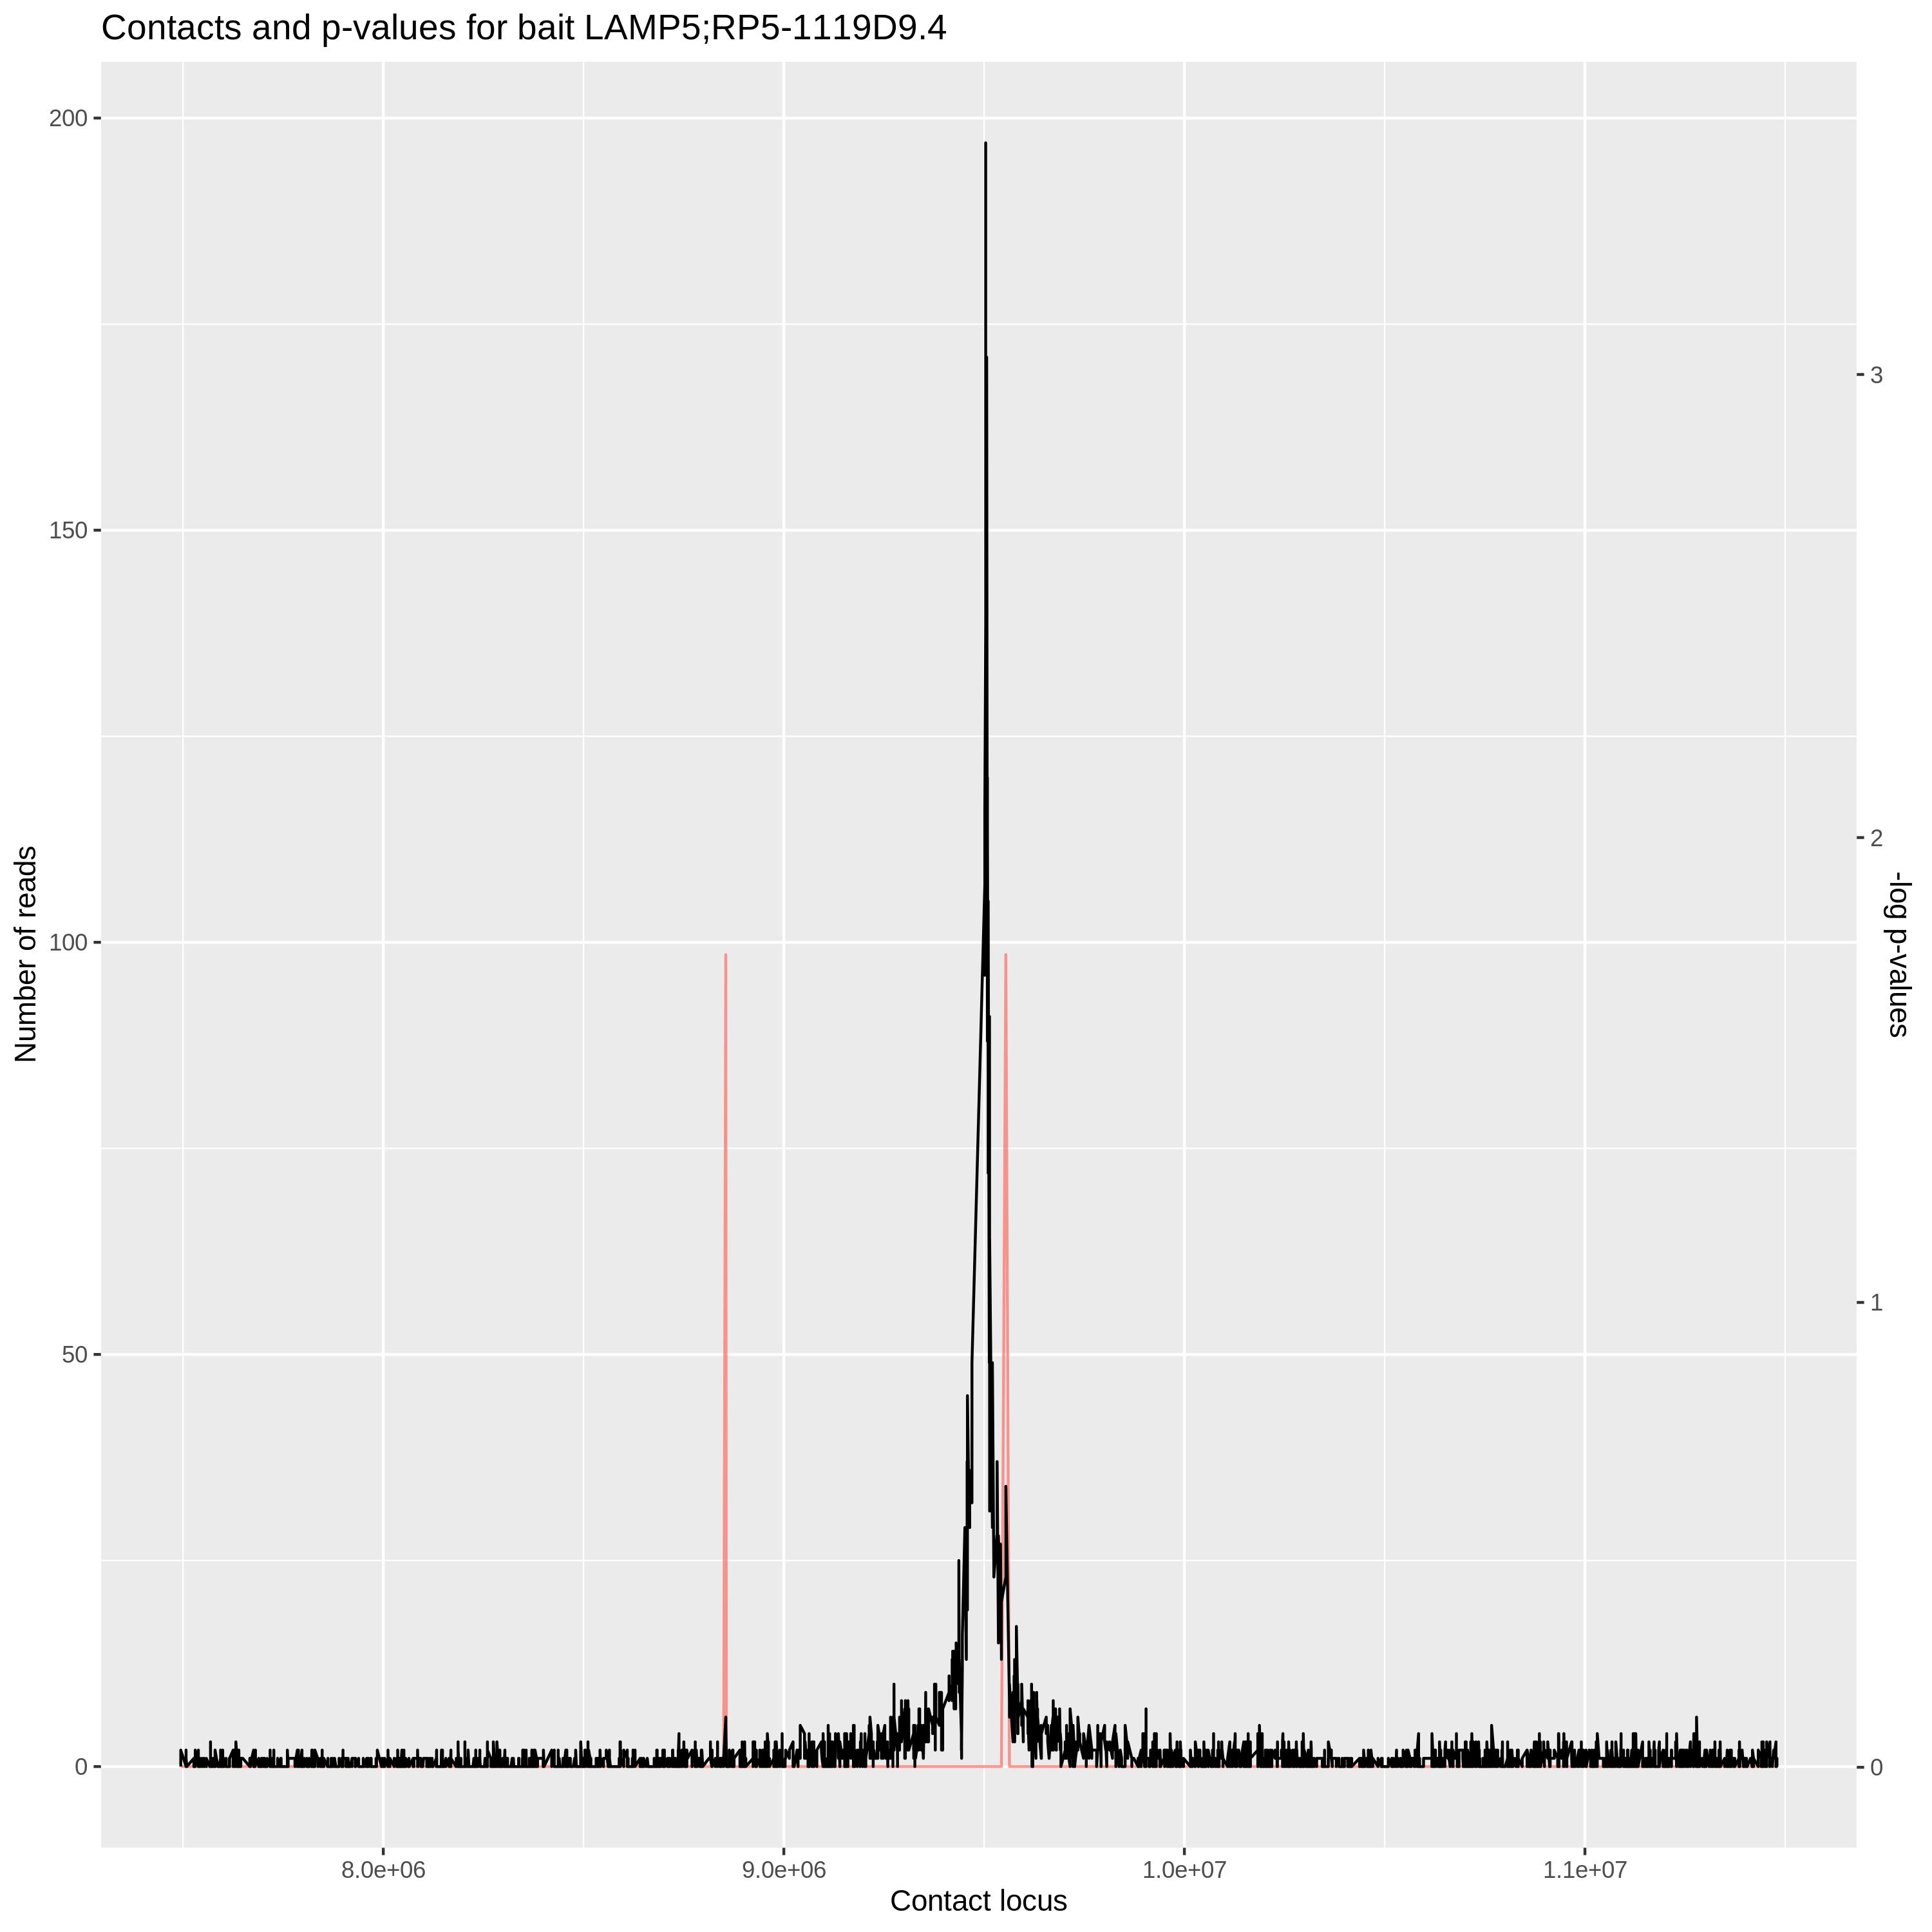 Contacts and p-values for bait LAMP5;RP5-1119D9.4
200
150
100
50
0
Number of reads
3
2
1
0
-log p-values
8.0e+06
9.0e+06
1.0e+07
1.1e+07
Contact locus